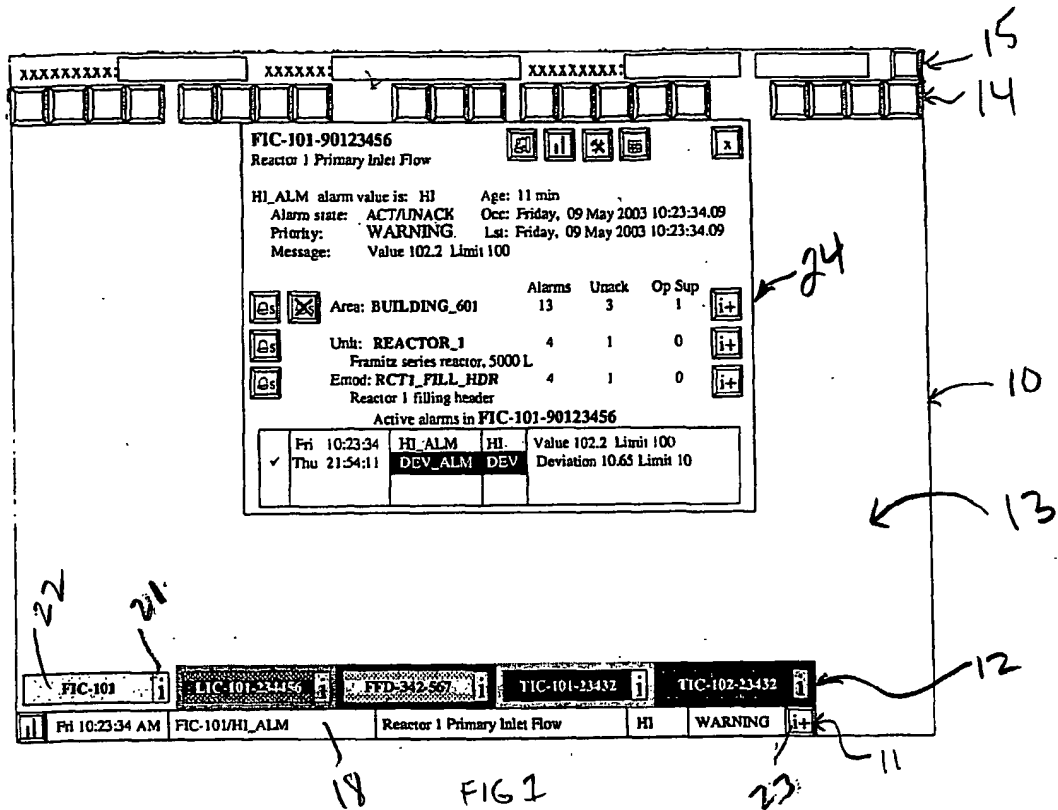 15
xxxxxxxxx: xxxxxx: xxxxxxxxx:
14
FIC-101-90123456
Reactor 1 Primary Inlet Flow
x
HI_ALM alarm value is: HI Age: 11 min
Alarm state: ACT/UNACK Occ: Friday, 09 May 2003 10:23:34.09
Priority: WARNING Lst: Friday, 09 May 2003 10:23:34.09
Message: Value 102.2 Limit 100
24
Alarms Unack Op Sup
s Area: BUILDING_601 13 3 1 i+
s Unit: REACTOR_1 4 1 0 i+
Framitz series reactor, 5000 L
s Emod: RCT1_FILL_HDR 4 1 0 i+
Reactor 1 filling header
10
Active alarms in FIC-101-90123456
Fri 10:23:34 HI_ALM HI Value 102.2 Limit 100
✓ Thu 21:54:11 DEV_ALM DEV Deviation 10.65 Limit 10
13
22 21
FIC-101 i LIC-101-234456 i FFD-342-567 i TIC-101-23432 i TIC-102-23432 i
12
Fri 10:23:34 AM FIC-101/HI_ALM Reactor 1 Primary Inlet Flow HI WARNING i+
11
18 FIG 1 23